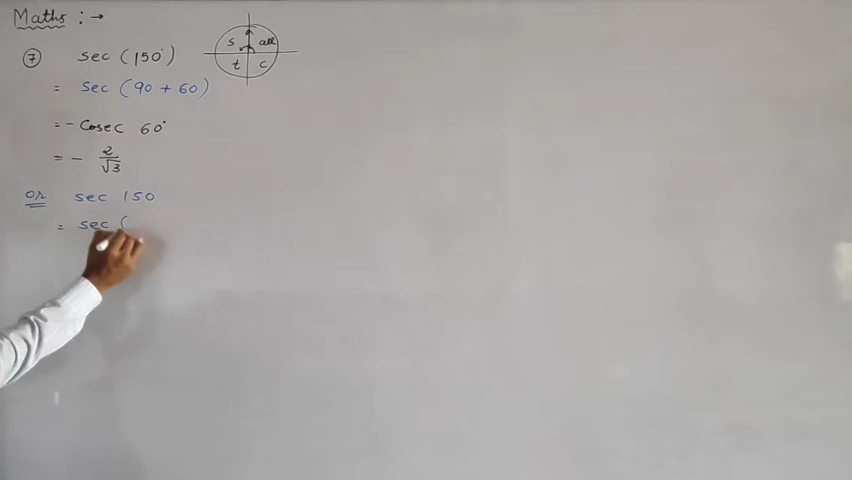 Maths :→
⑦ sec (150°)
= sec (90 + 60)
= - Cosec 60°
= - 2/√3
or sec 150
= sec (
s all
t c